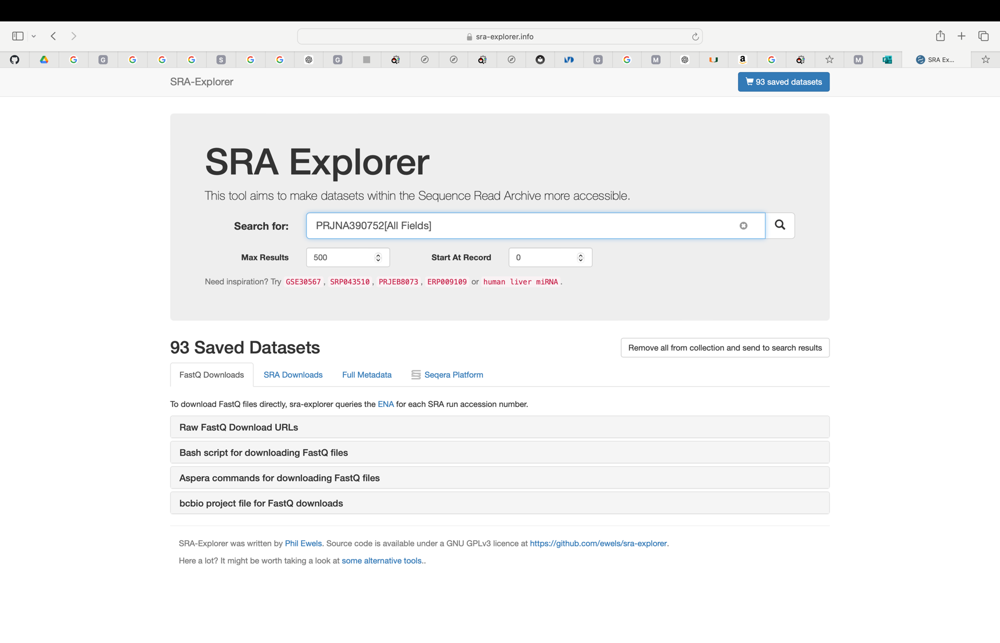 sra-explorer.info
G
S
G
G
M
a
M
SRA Ex...
SRA-Explorer
93 saved datasets
SRA Explorer
This tool aims to make datasets within the Sequence Read Archive more accessible.
Search for:
PRJNA390752[All Fields]
Max Results
500
Start At Record
0
Need inspiration? Try GSE30567, SRP043510, PRJEB8073, ERP009109 or human liver miRNA.
93 Saved Datasets
Remove all from collection and send to search results
FastQ Downloads
SRA Downloads
Full Metadata
Seqera Platform
To download FastQ files directly, sra-explorer queries the ENA for each SRA run accession number.
Raw FastQ Download URLs
Bash script for downloading FastQ files
Aspera commands for downloading FastQ files
bcbio project file for FastQ downloads
SRA-Explorer was written by Phil Ewels. Source code is available under a GNU GPLv3 licence at https://github.com/ewels/sra-explorer.
Here a lot? It might be worth taking a look at some alternative tools..